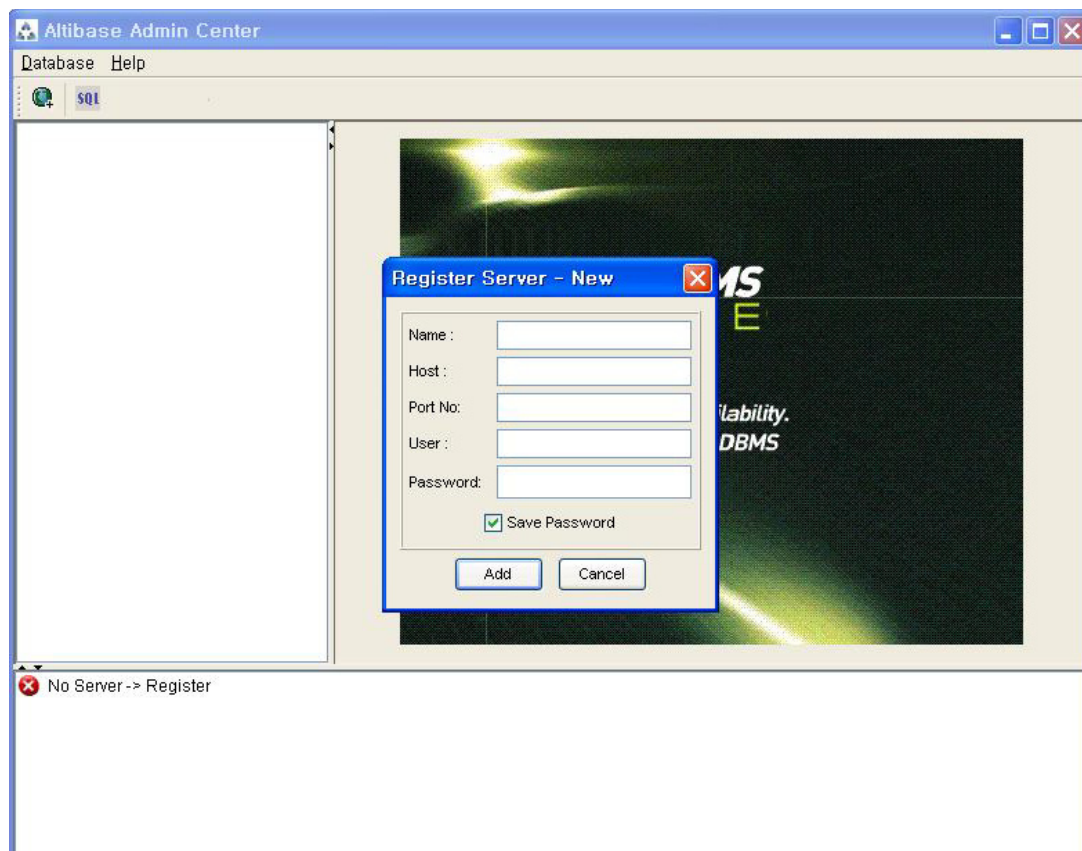 Altibase Admin Center
Database Help
SQL
Register Server - New
Name :
Host :
Port No:
User :
Password:
Save Password
Add Cancel
MS
E
ilability.
DBMS
No Server -> Register